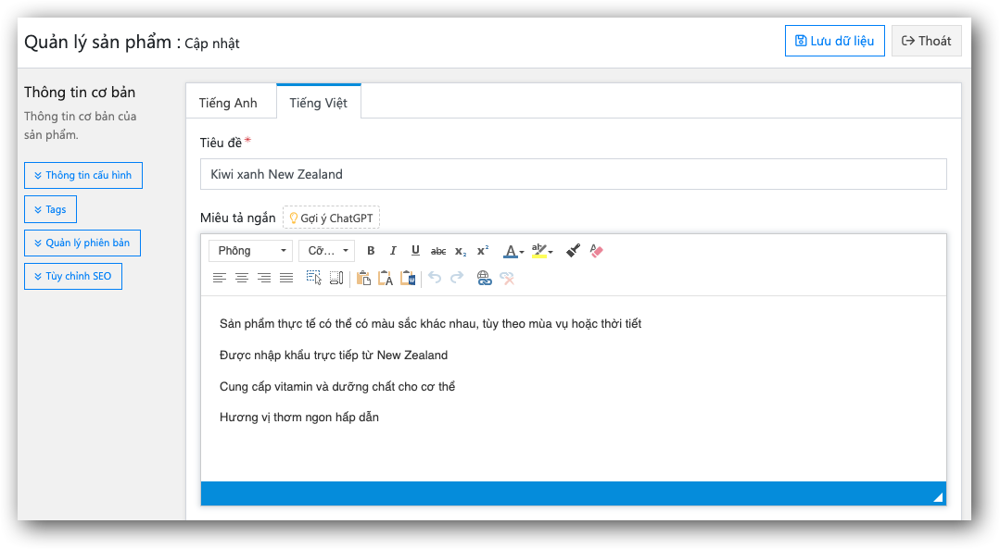 Quản lý sản phẩm : Cập nhật
Lưu dữ liệu
Thoát
Thông tin cơ bản
Thông tin cơ bản của
sản phẩm.
Thông tin cấu hình
Tags
Quản lý phiên bản
Tùy chỉnh SEO
Tiếng Anh
Tiếng Việt
Tiêu đề *
Kiwi xanh New Zealand
Miêu tả ngắn
Gợi ý ChatGPT
Phông
Cỡ...
B I U abc x₂ x² A ab
A W
Sản phẩm thực tế có thể có màu sắc khác nhau, tùy theo mùa vụ hoặc thời tiết
Được nhập khẩu trực tiếp từ New Zealand
Cung cấp vitamin và dưỡng chất cho cơ thể
Hương vị thơm ngon hấp dẫn